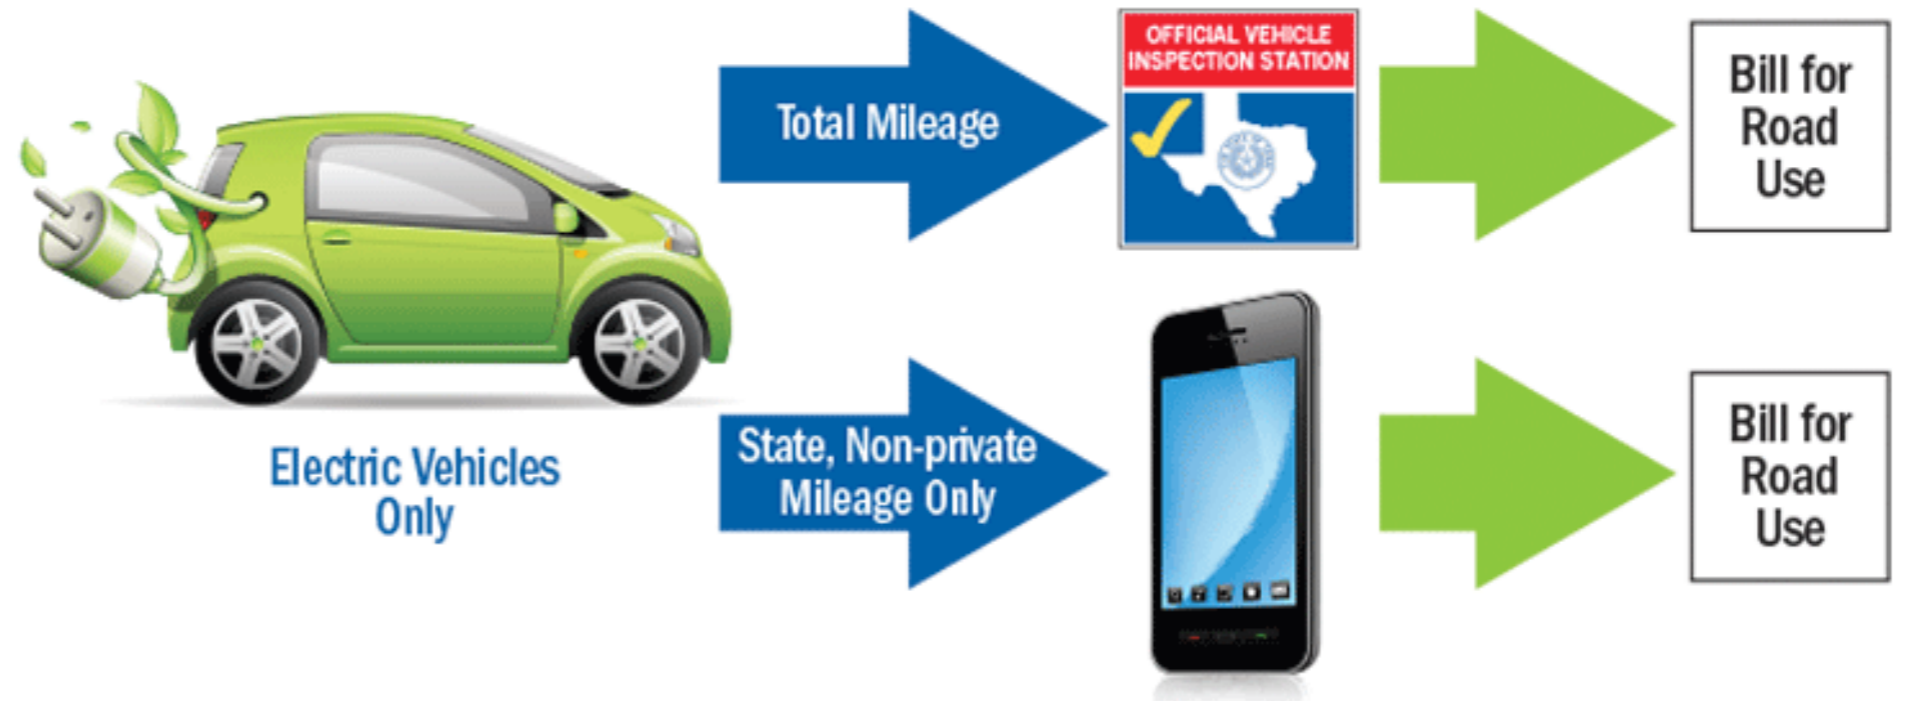 Total Mileage
OFFICIAL VEHICLE
INSPECTION STATION
Bill for
Road
Use
Electric Vehicles
Only
State, Non-private
Mileage Only
Bill for
Road
Use